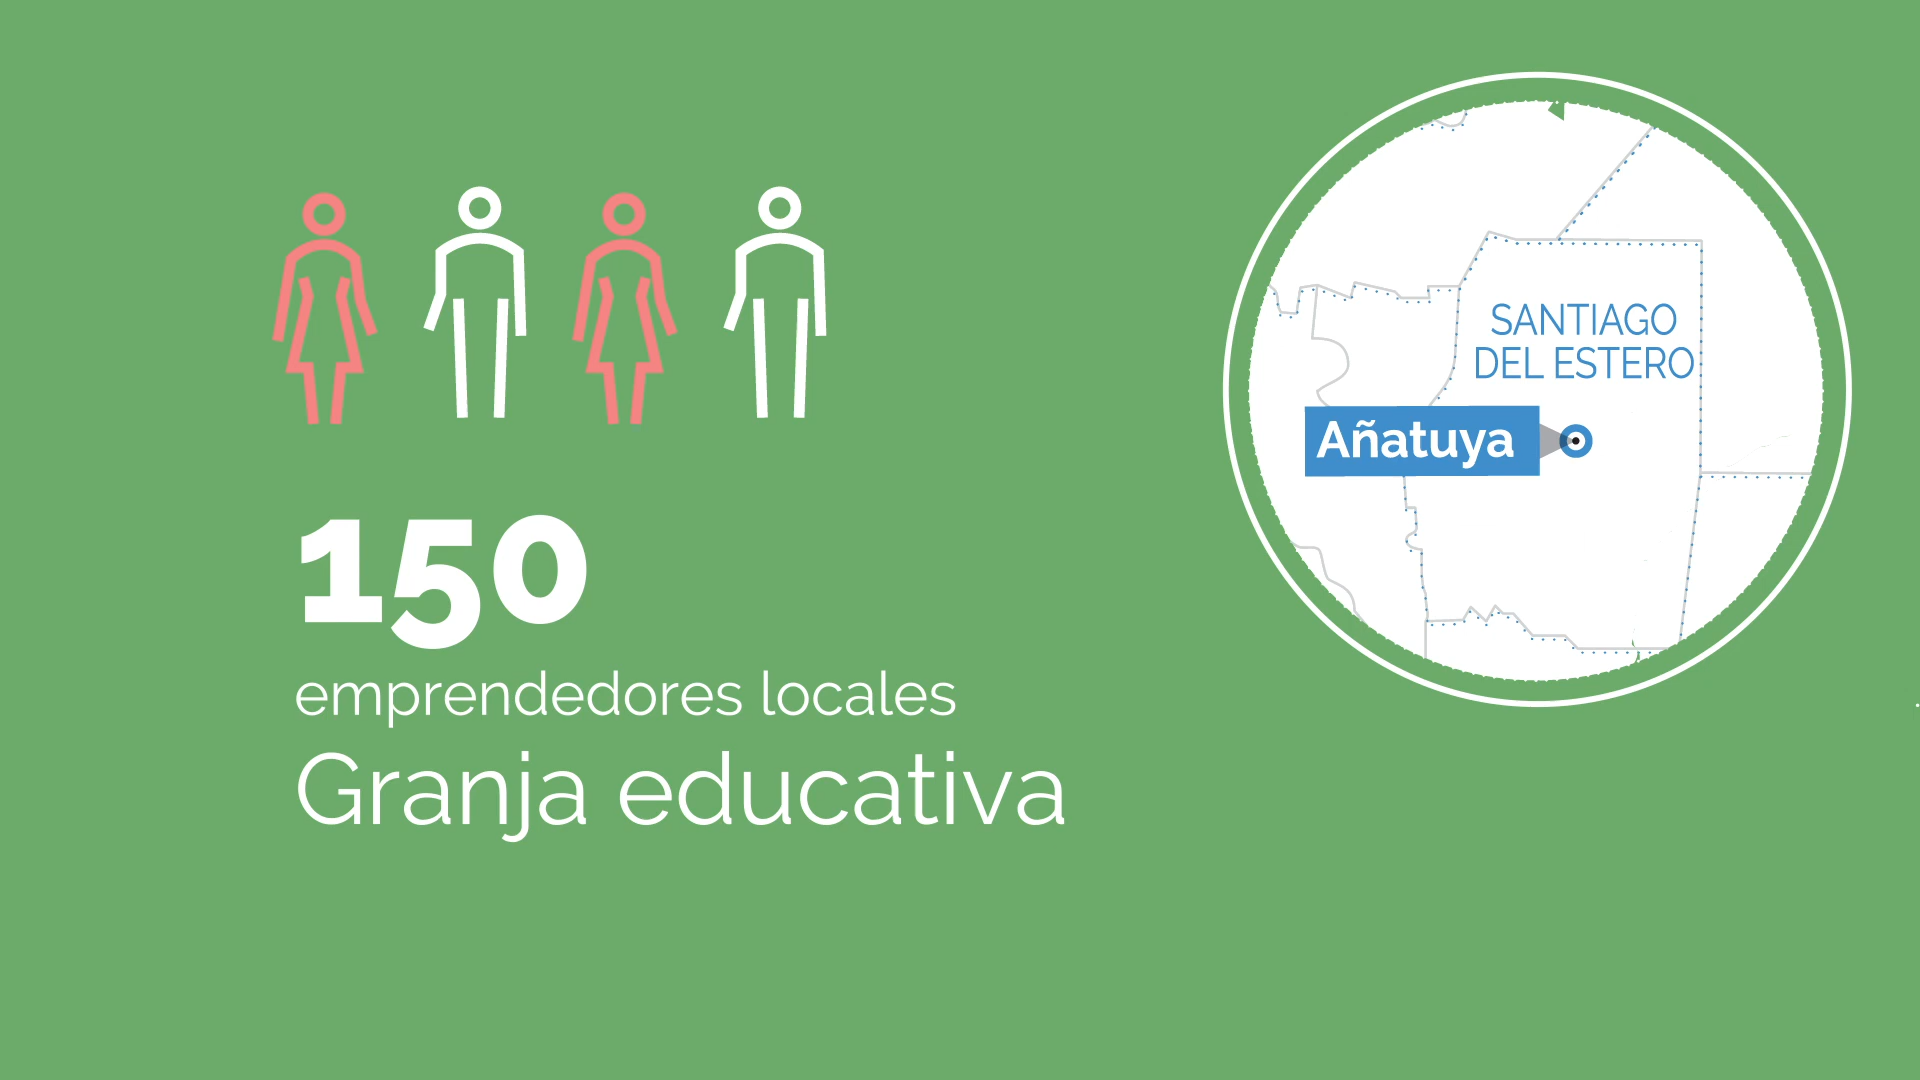 150
emprendedores locales
Granja educativa
SANTIAGO
DEL ESTERO
Añatuya